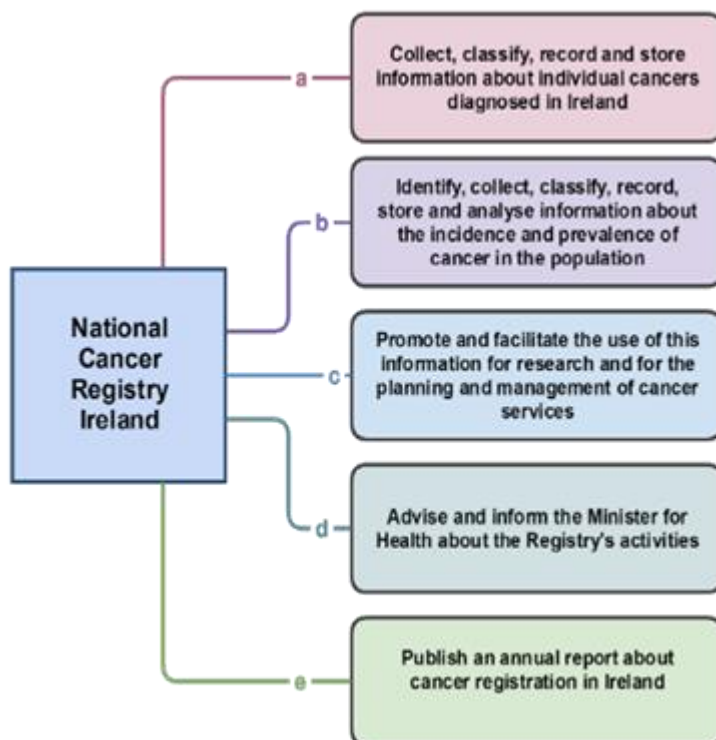 National
Cancer
Registry
Ireland
a
Collect, classify, record and store
information about individual cancers
diagnosed in Ireland
b
Identify, collect, classify, record,
store and analyse information about
the incidence and prevalence of
cancer in the population
c
Promote and facilitate the use of this
information for research and for the
planning and management of cancer
services
d
Advise and inform the Minister for
Health about the Registry's activities
e
Publish an annual report about
cancer registration in Ireland